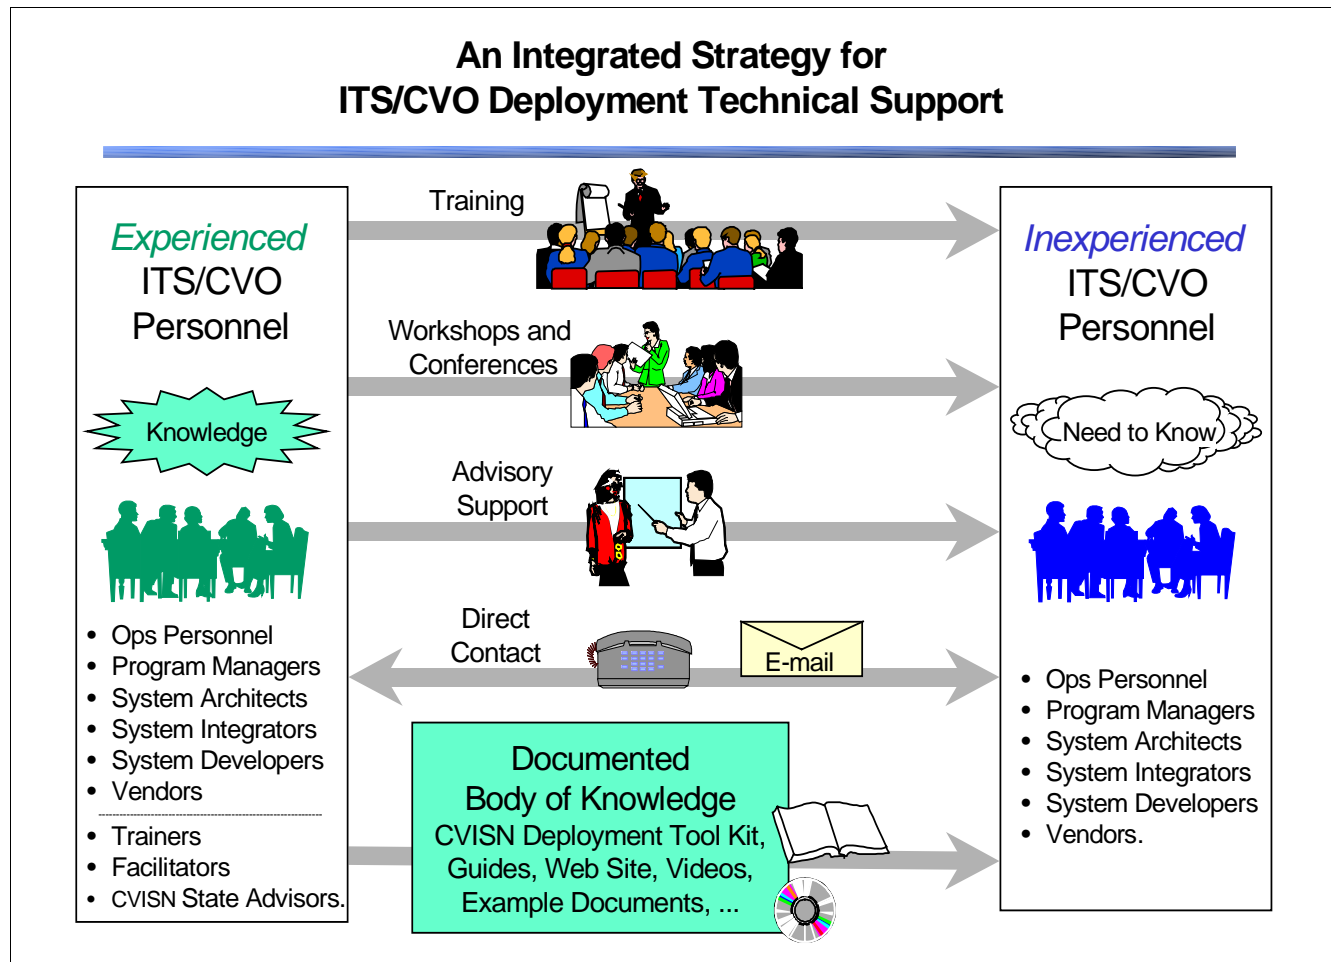 An Integrated Strategy for
ITS/CVO Deployment Technical Support
Experienced
ITS/CVO
Personnel
Knowledge
• Ops Personnel
• Program Managers
• System Architects
• System Integrators
• System Developers
• Vendors
• Trainers
• Facilitators
• CVISN State Advisors.
Training
Workshops and
Conferences
Advisory
Support
Direct
Contact
E-mail
Documented
Body of Knowledge
CVISN Deployment Tool Kit,
Guides, Web Site, Videos,
Example Documents, ...
Inexperienced
ITS/CVO
Personnel
Need to Know
• Ops Personnel
• Program Managers
• System Architects
• System Integrators
• System Developers
• Vendors.